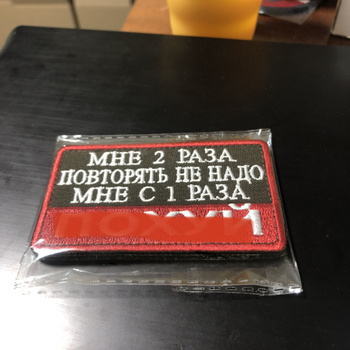 МНЕ 2 РАЗА
ПОВТОРЯТЬ НЕ НАДО
МНЕ С 1 РАЗА